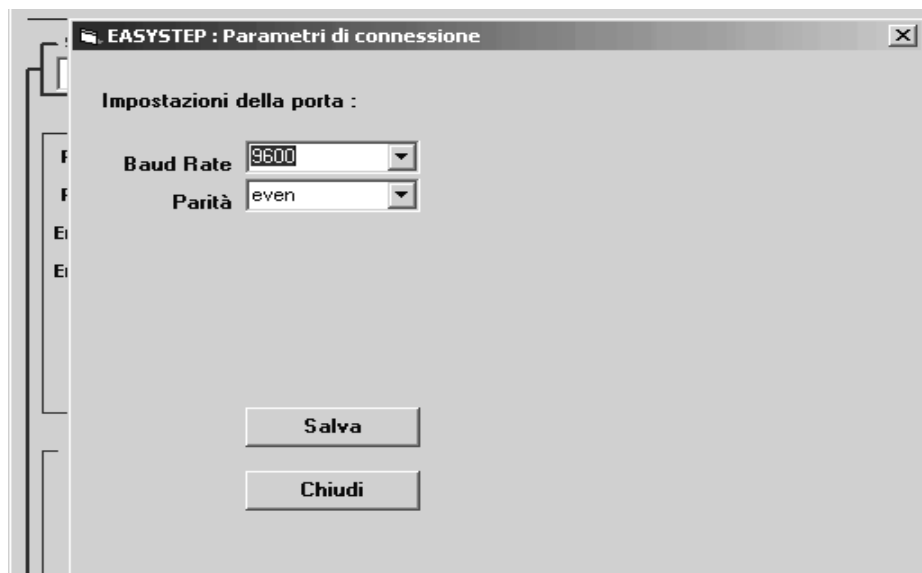 EASYSTEP : Parametri di connessione
Impostazioni della porta :
Baud Rate 9600
Parità even
Salva
Chiudi